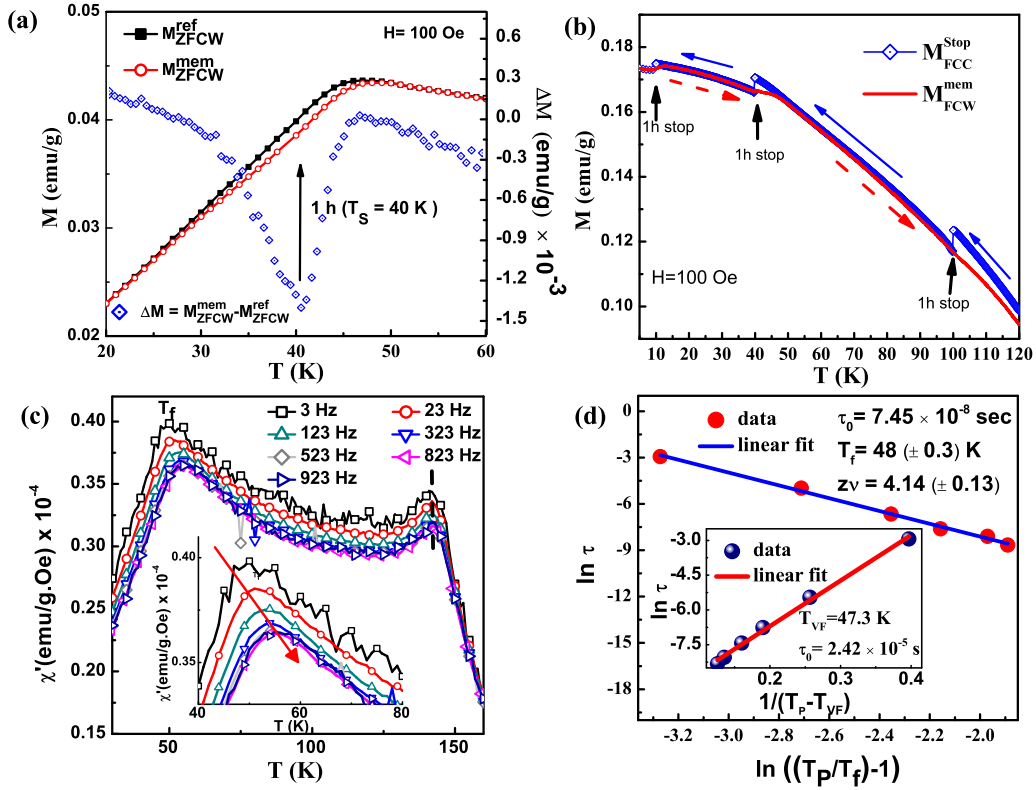 (a)
M^ref_ZFCW
M^mem_ZFCW
H= 100 Oe
1 h (T_S = 40 K )
ΔM = M^mem_ZFCW-M^ref_ZFCW
0.05
0.04
0.03
0.02
M (emu/g)
0.6
0.3
0.0
-0.3
-0.6
-0.9
-1.2
-1.5
ΔM (emu/g) × 10^-3
20 30 40 50 60
T (K)
(b)
M^Stop_FCC
M^mem_FCW
1h stop
1h stop
1h stop
H=100 Oe
0.18
0.16
0.14
0.12
0.10
M (emu/g)
10 20 30 40 50 60 70 80 90 100 110 120
T (K)
(c)
T_f
3 Hz 23 Hz
123 Hz 323 Hz
523 Hz 823 Hz
923 Hz
0.40
0.35
0.30
0.25
0.20
0.15
χ'(emu/g.Oe) x 10^-4
50 100 150
T (K)
0.40
0.35
χ'(emu/g.Oe) x 10^-4
40 60 80
T (K)
(d)
data
linear fit
τ_0 = 7.45 × 10^-8 sec
T_f = 48 (± 0.3) K
zν = 4.14 (± 0.13)
0
-3
-6
-9
-12
-15
-18
ln τ
-3.2 -2.9 -2.6 -2.3 -2.0
ln ((T_P/T_f)-1)
data
linear fit
T_VF=47.3 K
τ_0= 2.42 × 10^-5 s
-3.0
-4.5
-6.0
-7.5
ln τ
0.2 0.3 0.4
1/(T_P-T_VF)